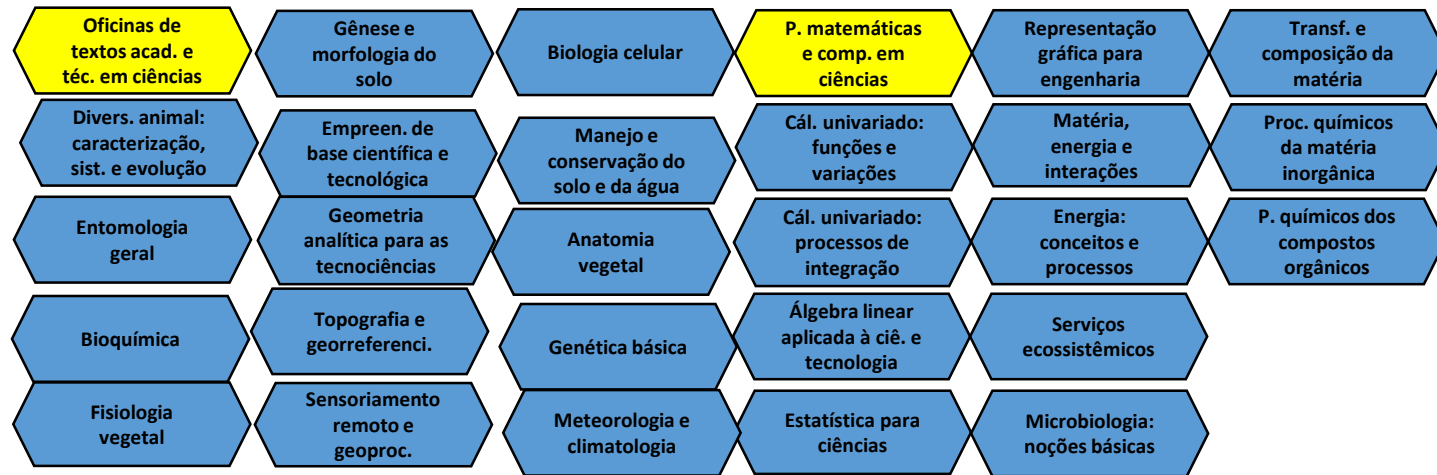 Oficinas de
textos acad. e
téc. em ciências
Gênese e
morfologia do
solo
Biologia celular
P. matemáticas
e comp. em
ciências
Representação
gráfica para
engenharia
Transf. e
composição da
matéria
Divers. animal:
caracterização,
sist. e evolução
Empreen. de
base científica e
tecnológica
Manejo e
conservação do
solo e da água
Cál. univariado:
funções e
variações
Matéria,
energia e
interações
Proc. químicos
da matéria
inorgânica
Entomologia
geral
Geometria
analítica para as
tecnociências
Anatomia
vegetal
Cál. univariado:
processos de
integração
Energia:
conceitos e
processos
P. químicos dos
compostos
orgânicos
Bioquímica
Topografia e
georreferenci.
Genética básica
Álgebra linear
aplicada à ciê. e
tecnologia
Serviços
ecossistêmicos
Fisiologia
vegetal
Sensoriamento
remoto e
geoproc.
Meteorologia e
climatologia
Estatística para
ciências
Microbiologia:
noções básicas